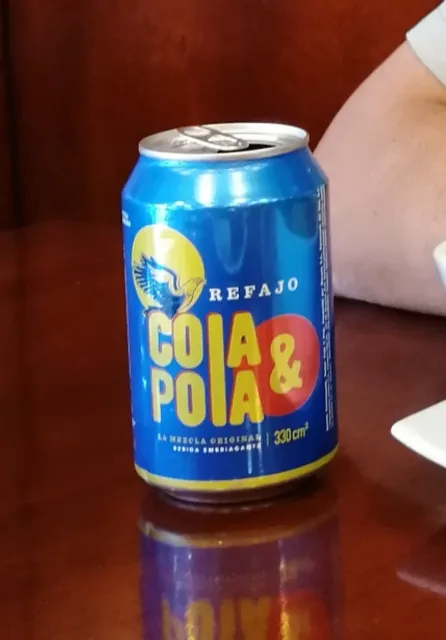 REFAJO
COLA
&
POLA
LA MEZCLA ORIGINAL
BEBIDA EMBRIAGANTE
330 cm³